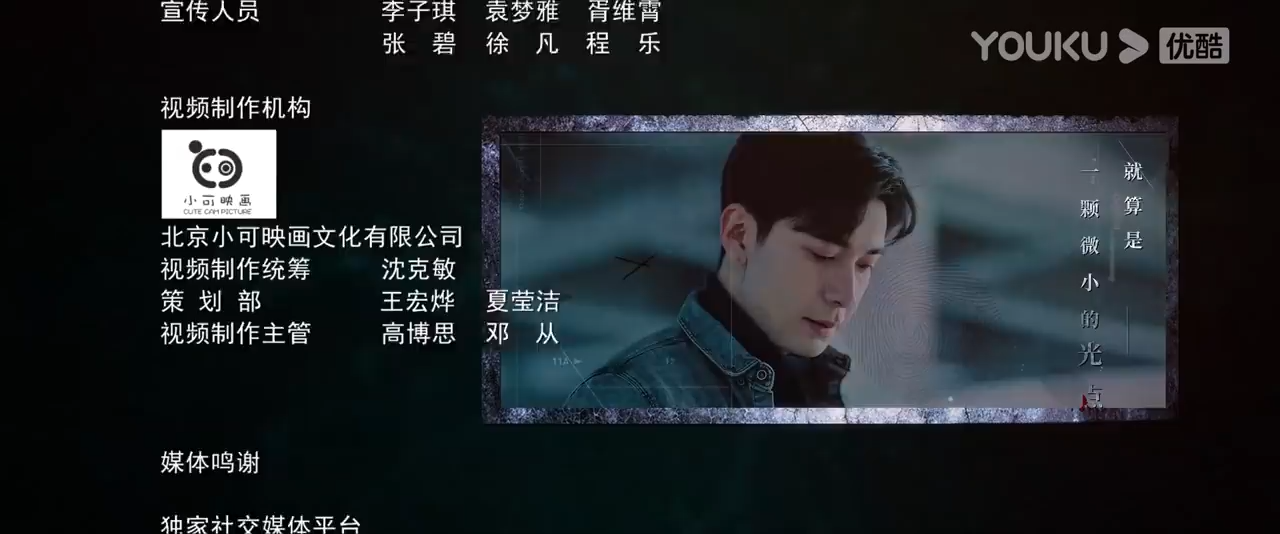 宣传人员 李子琪 袁梦雅 胥维霄
张 碧 徐 凡 程 乐
YOUKU 优酷
视频制作机构
小可映画
CUTE CAM PICTURE
北京小可映画文化有限公司
视频制作统筹 沈克敏
策 划 部 王宏烨 夏莹洁
视频制作主管 高博思 邓 从
就算是
一颗微小的光点
媒体鸣谢
独家社交媒体平台